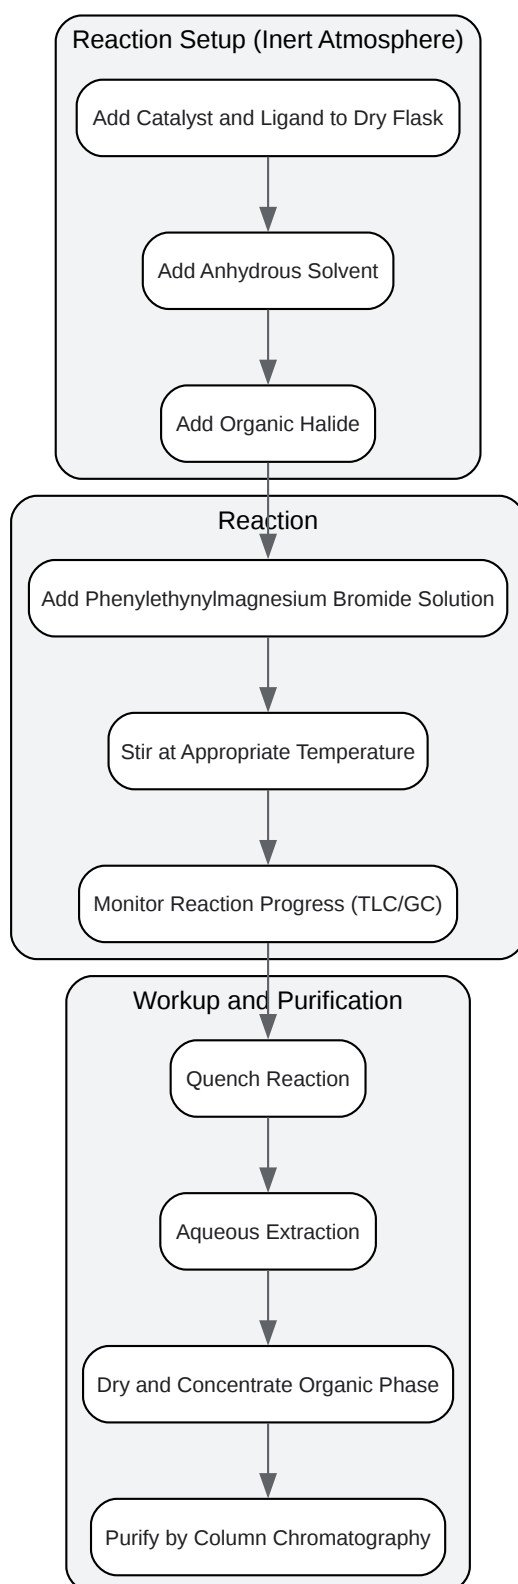 Reaction Setup (Inert Atmosphere)
Add Catalyst and Ligand to Dry Flask
Add Anhydrous Solvent
Add Organic Halide
Reaction
Add Phenylethynylmagnesium Bromide Solution
Stir at Appropriate Temperature
Monitor Reaction Progress (TLC/GC)
Workup and Purification
Quench Reaction
Aqueous Extraction
Dry and Concentrate Organic Phase
Purify by Column Chromatography